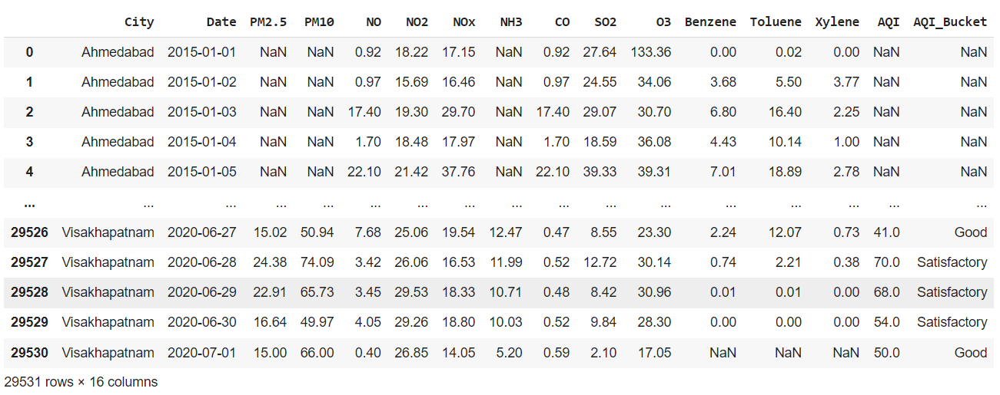 City Date PM2.5 PM10 NO NO2 NOx NH3 CO SO2 O3 Benzene Toluene Xylene AQI AQI_Bucket
0 Ahmedabad 2015-01-01 NaN NaN 0.92 18.22 17.15 NaN 0.92 27.64 133.36 0.00 0.02 0.00 NaN NaN
1 Ahmedabad 2015-01-02 NaN NaN 0.97 15.69 16.46 NaN 0.97 24.55 34.06 3.68 5.50 3.77 NaN NaN
2 Ahmedabad 2015-01-03 NaN NaN 17.40 19.30 29.70 NaN 17.40 29.07 30.70 6.80 16.40 2.25 NaN NaN
3 Ahmedabad 2015-01-04 NaN NaN 1.70 18.48 17.97 NaN 1.70 18.59 36.08 4.43 10.14 1.00 NaN NaN
4 Ahmedabad 2015-01-05 NaN NaN 22.10 21.42 37.76 NaN 22.10 39.33 39.31 7.01 18.89 2.78 NaN NaN
... ... ... ... ... ... ... ... ... ... ... ... ... ... ... ... ...
29526 Visakhapatnam 2020-06-27 15.02 50.94 7.68 25.06 19.54 12.47 0.47 8.55 23.30 2.24 12.07 0.73 41.0 Good
29527 Visakhapatnam 2020-06-28 24.38 74.09 3.42 26.06 16.53 11.99 0.52 12.72 30.14 0.74 2.21 0.38 70.0 Satisfactory
29528 Visakhapatnam 2020-06-29 22.91 65.73 3.45 29.53 18.33 10.71 0.48 8.42 30.96 0.01 0.01 0.00 68.0 Satisfactory
29529 Visakhapatnam 2020-06-30 16.64 49.97 4.05 29.26 18.80 10.03 0.52 9.84 28.30 0.00 0.00 0.00 54.0 Satisfactory
29530 Visakhapatnam 2020-07-01 15.00 66.00 0.40 26.85 14.05 5.20 0.59 2.10 17.05 NaN NaN NaN 50.0 Good
29531 rows × 16 columns